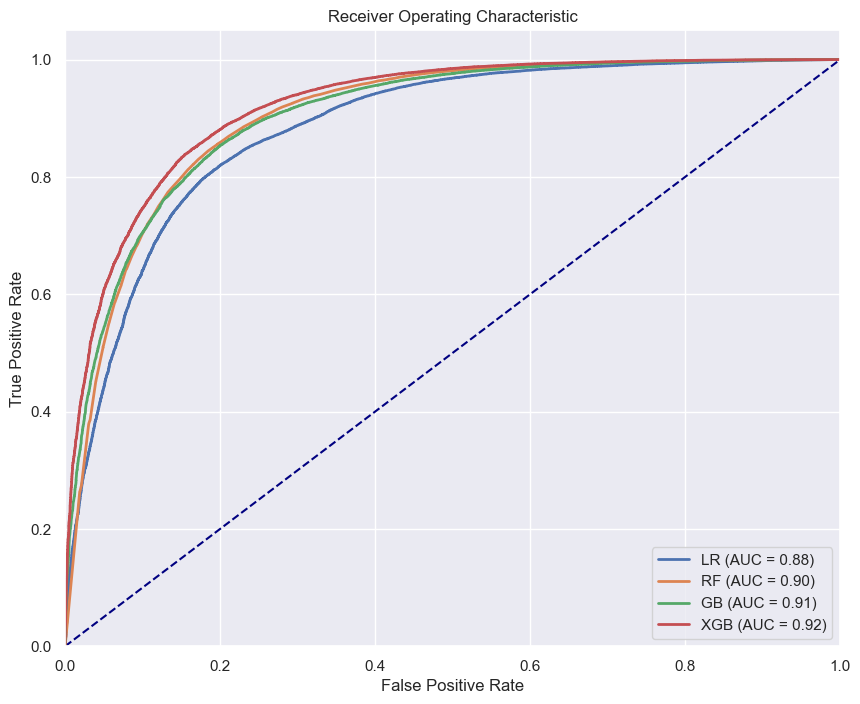 Receiver Operating Characteristic
True Positive Rate
1.0
0.8
0.6
0.4
0.2
0.0
LR (AUC = 0.88)
RF (AUC = 0.90)
GB (AUC = 0.91)
XGB (AUC = 0.92)
0.0 0.2 0.4 0.6 0.8 1.0
False Positive Rate